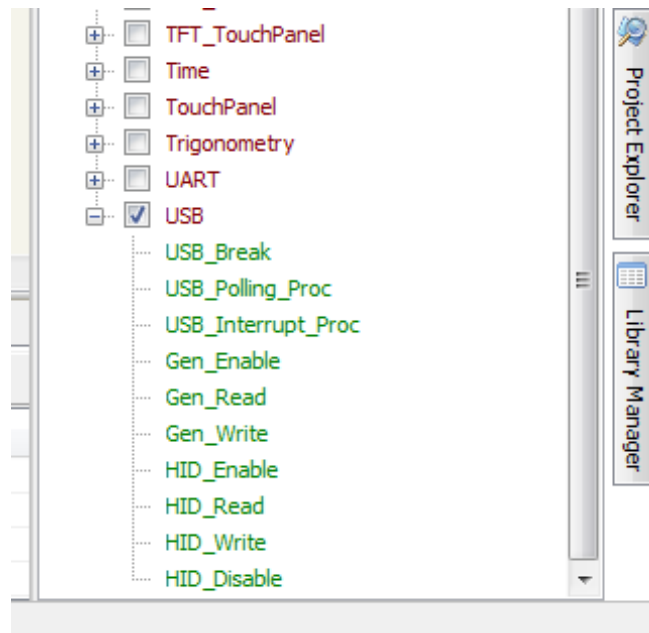 TFT_TouchPanel
Time
TouchPanel
Trigonometry
UART
USB
USB_Break
USB_Polling_Proc
USB_Interrupt_Proc
Gen_Enable
Gen_Read
Gen_Write
HID_Enable
HID_Read
HID_Write
HID_Disable
Project Explorer
Library Manager